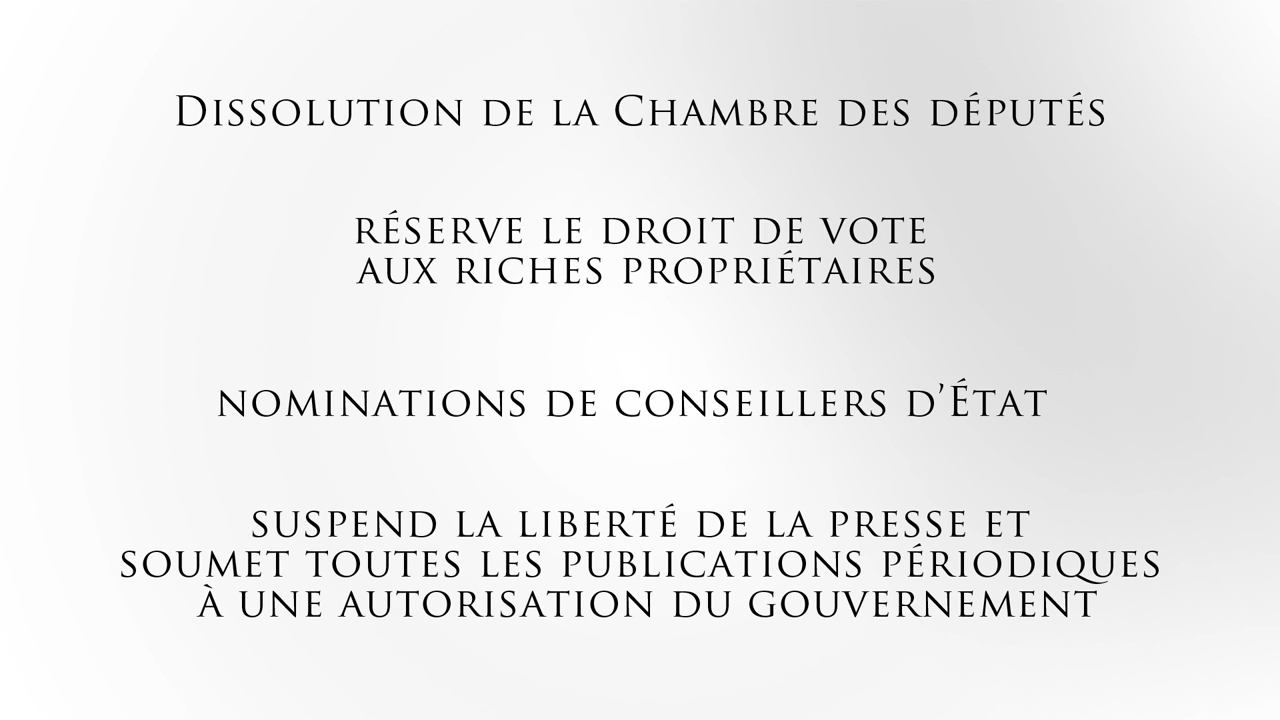 Dissolution de la Chambre des députés
réserve le droit de vote
aux riches propriétaires
nominations de conseillers d’État
suspend la liberté de la presse et
soumet toutes les publications périodiques
à une autorisation du gouvernement